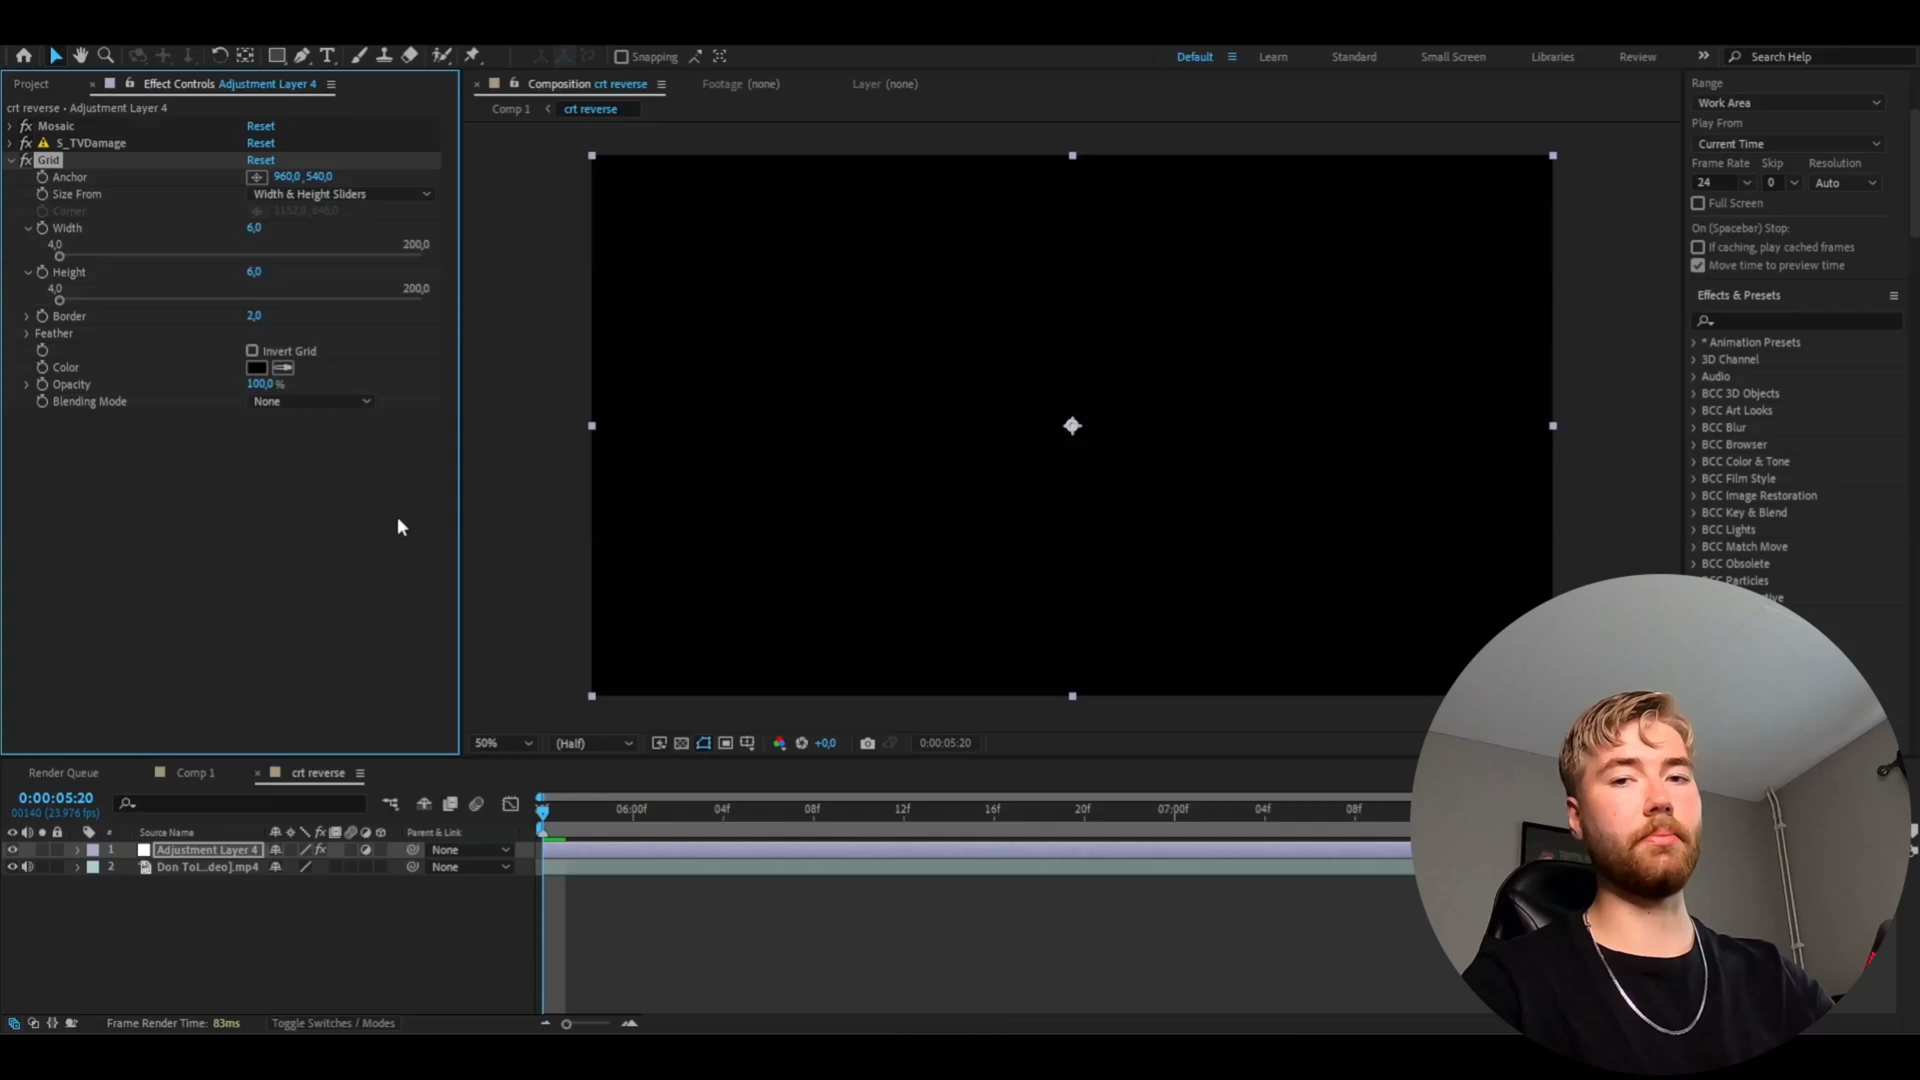 Snapping
Default
Learn
Standard
Small Screen
Libraries
Review
Search Help
Project
Effect Controls Adjustment Layer 4
crt reverse • Adjustment Layer 4
fx Mosaic Reset
fx S_TVDamage Reset
fx Grid Reset
Anchor 960,0 ,540,0
Size From Width & Height Sliders
Corner
Width 6,0
4,0 200,0
Height 6,0
4,0 200,0
Border 2,0
Feather
Invert Grid
Color
Opacity 100,0 %
Blending Mode None
Composition crt reverse
Footage (none)
Layer (none)
Comp 1
crt reverse
50%
(Half)
+0,0
0:00:05:20
Range
Work Area
Play From
Current Time
Frame Rate Skip Resolution
24 0 Auto
Full Screen
On (Spacebar) Stop:
If caching, play cached frames
Move time to preview time
Effects & Presets
* Animation Presets
3D Channel
Audio
BCC 3D Objects
BCC Art Looks
BCC Blur
BCC Browser
BCC Color & Tone
BCC Film Style
BCC Image Restoration
BCC Key & Blend
BCC Lights
BCC Match Move
BCC Obsolete
BCC Particles
Render Queue
Comp 1
crt reverse
0:00:05:20
00140 (23.976 fps)
# Source Name
fx
Parent & Link
1 Adjustment Layer 4 fx None
2 Don Tol...deo].mp4 None
06:00f 04f 08f 12f 16f 20f 07:00f 04f 08f
Frame Render Time: 83ms
Toggle Switches / Modes